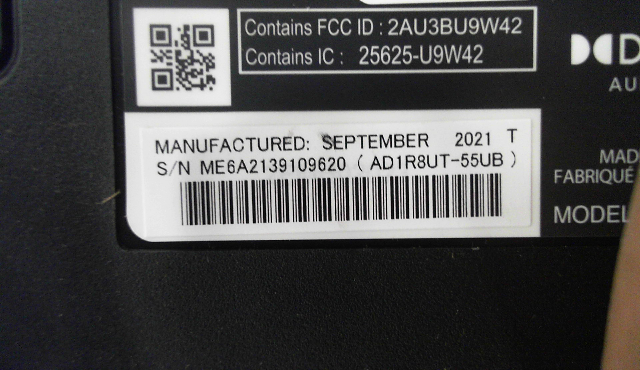 Contains FCC ID : 2AU3BU9W42
Contains IC : 25625-U9W42
AU
MANUFACTURED: SEPTEMBER 2021 T
S/N ME6A2139109620 ( AD1R8UT-55UB )
MAD
FABRIQUÉ
MODEL